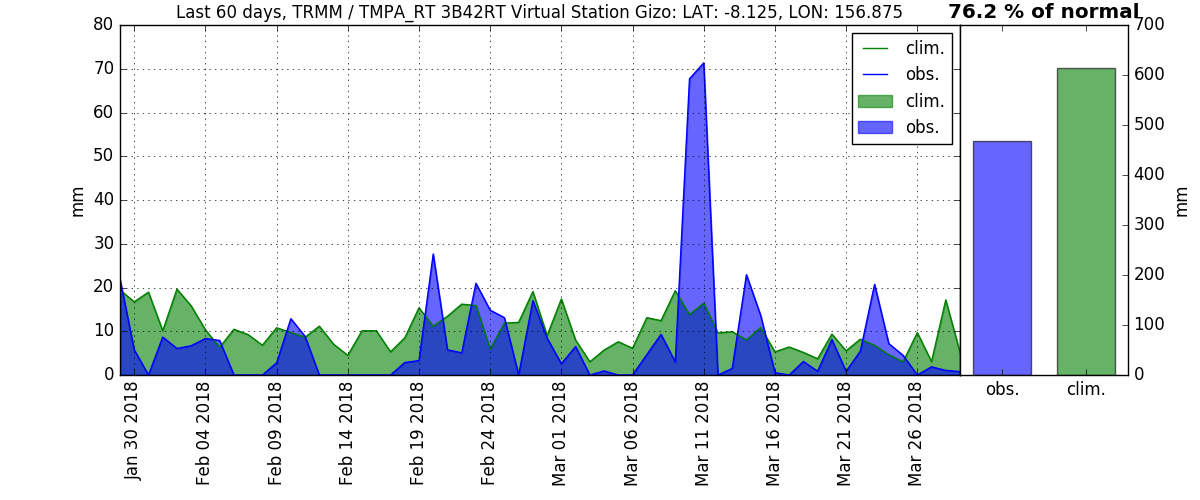 Last 60 days, TRMM / TMPA_RT 3B42RT Virtual Station Gizo: LAT: -8.125, LON: 156.875
76.2 % of normal
80
70
60
50
40
30
20
10
0
mm
clim.
obs.
clim.
obs.
Jan 30 2018
Feb 04 2018
Feb 09 2018
Feb 14 2018
Feb 19 2018
Feb 24 2018
Mar 01 2018
Mar 06 2018
Mar 11 2018
Mar 16 2018
Mar 21 2018
Mar 26 2018
obs.
clim.
700
600
500
400
300
200
100
0
mm